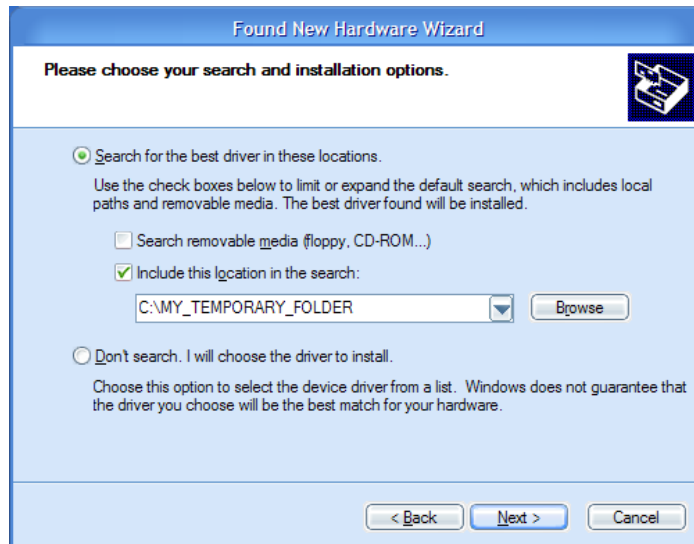 Found New Hardware Wizard
Please choose your search and installation options.
Search for the best driver in these locations.
Use the check boxes below to limit or expand the default search, which includes local
paths and removable media. The best driver found will be installed.
Search removable media (floppy, CD-ROM...)
Include this location in the search:
C:\MY_TEMPORARY_FOLDER
Browse
Don't search. I will choose the driver to install.
Choose this option to select the device driver from a list.  Windows does not guarantee that
the driver you choose will be the best match for your hardware.
< Back
Next >
Cancel